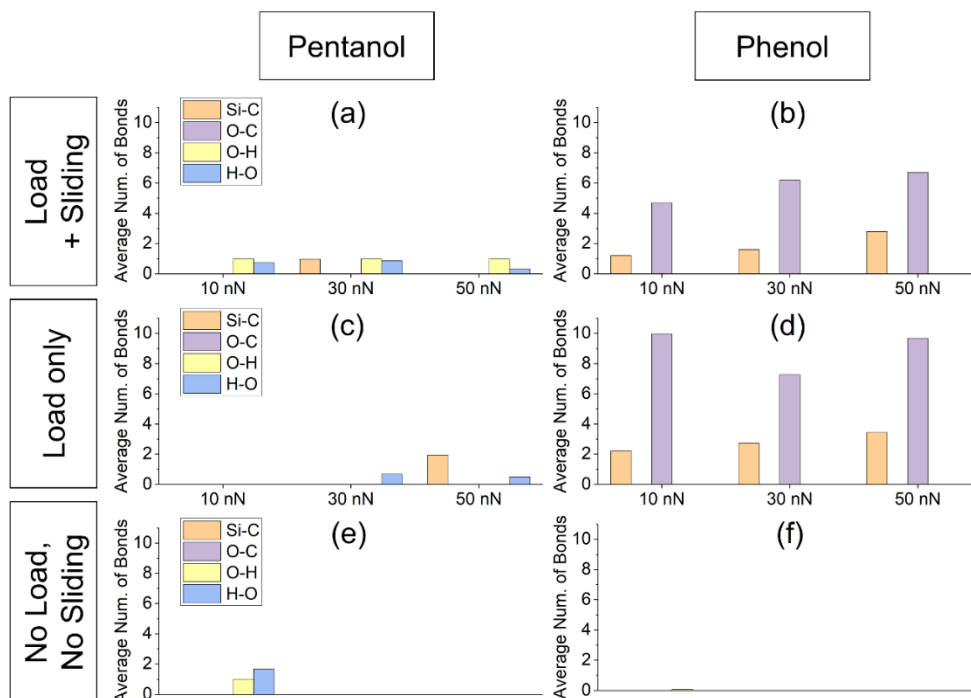 Pentanol
Phenol
Load
+ Sliding
Average Num. of Bonds
10
8
6
4
2
0
Si-C
O-C
O-H
H-O
(a)
10 nN
30 nN
50 nN
Average Num. of Bonds
10
8
6
4
2
0
(b)
10 nN
30 nN
50 nN
Load only
Average Num. of Bonds
10
8
6
4
2
0
Si-C
O-C
O-H
H-O
(c)
10 nN
30 nN
50 nN
Average Num. of Bonds
10
8
6
4
2
0
(d)
10 nN
30 nN
50 nN
No Load,
No Sliding
Average Num. of Bonds
10
8
6
4
2
0
Si-C
O-C
O-H
H-O
(e)
Average Num. of Bonds
10
8
6
4
2
0
(f)